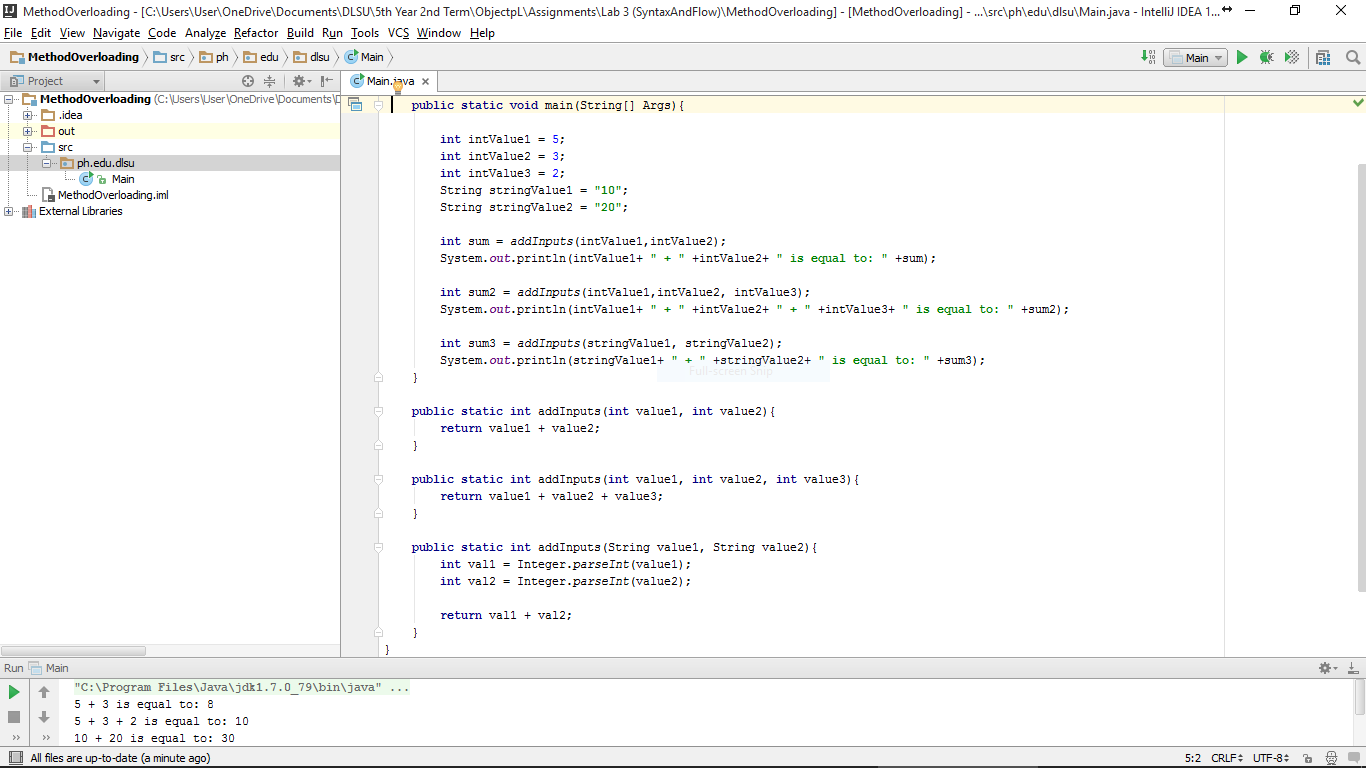 MethodOverloading - [C:\Users\User\OneDrive\Documents\DLSU\5th Year 2nd Term\ObjectpL\Assignments\Lab 3 (SyntaxAndFlow)\MethodOverloading] - [MethodOverloading] - ...\src\ph\edu\dlsu\Main.java - IntelliJ IDEA 1...
File Edit View Navigate Code Analyze Refactor Build Run Tools VCS Window Help
MethodOverloading src ph edu dlsu Main Main
Project Main.java
MethodOverloading (C:\Users\User\OneDrive\Documents\
.idea
out
src
ph.edu.dlsu
Main
MethodOverloading.iml
External Libraries
public static void main(String[] Args){
int intValue1 = 5;
int intValue2 = 3;
int intValue3 = 2;
String stringValue1 = "10";
String stringValue2 = "20";
int sum = addInputs(intValue1,intValue2);
System.out.println(intValue1+ " + " +intValue2+ " is equal to: " +sum);
int sum2 = addInputs(intValue1,intValue2, intValue3);
System.out.println(intValue1+ " + " +intValue2+ " + " +intValue3+ " is equal to: " +sum2);
int sum3 = addInputs(stringValue1, stringValue2);
System.out.println(stringValue1+ " + " +stringValue2+ " is equal to: " +sum3);
Full-screen Snip
}
public static int addInputs(int value1, int value2){
return value1 + value2;
}
public static int addInputs(int value1, int value2, int value3){
return value1 + value2 + value3;
}
public static int addInputs(String value1, String value2){
int val1 = Integer.parseInt(value1);
int val2 = Integer.parseInt(value2);
return val1 + val2;
}
}
Run Main
"C:\Program Files\Java\jdk1.7.0_79\bin\java" ...
5 + 3 is equal to: 8
5 + 3 + 2 is equal to: 10
10 + 20 is equal to: 30
All files are up-to-date (a minute ago) 5:2 CRLF UTF-8